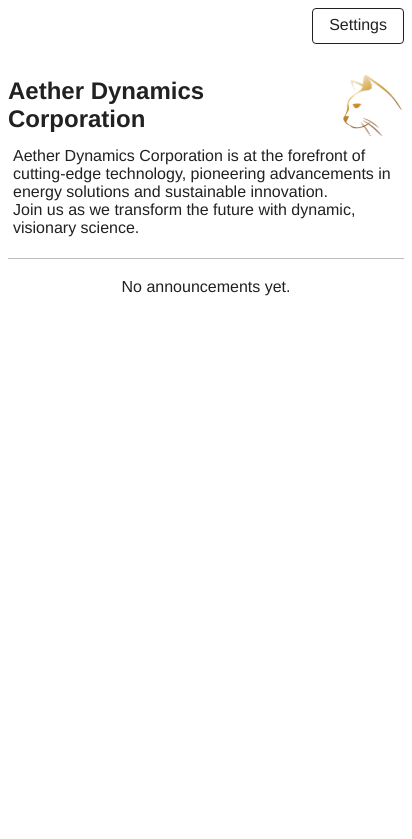 Settings
Aether Dynamics
Corporation
Aether Dynamics Corporation is at the forefront of
cutting-edge technology, pioneering advancements in
energy solutions and sustainable innovation.
Join us as we transform the future with dynamic,
visionary science.
No announcements yet.